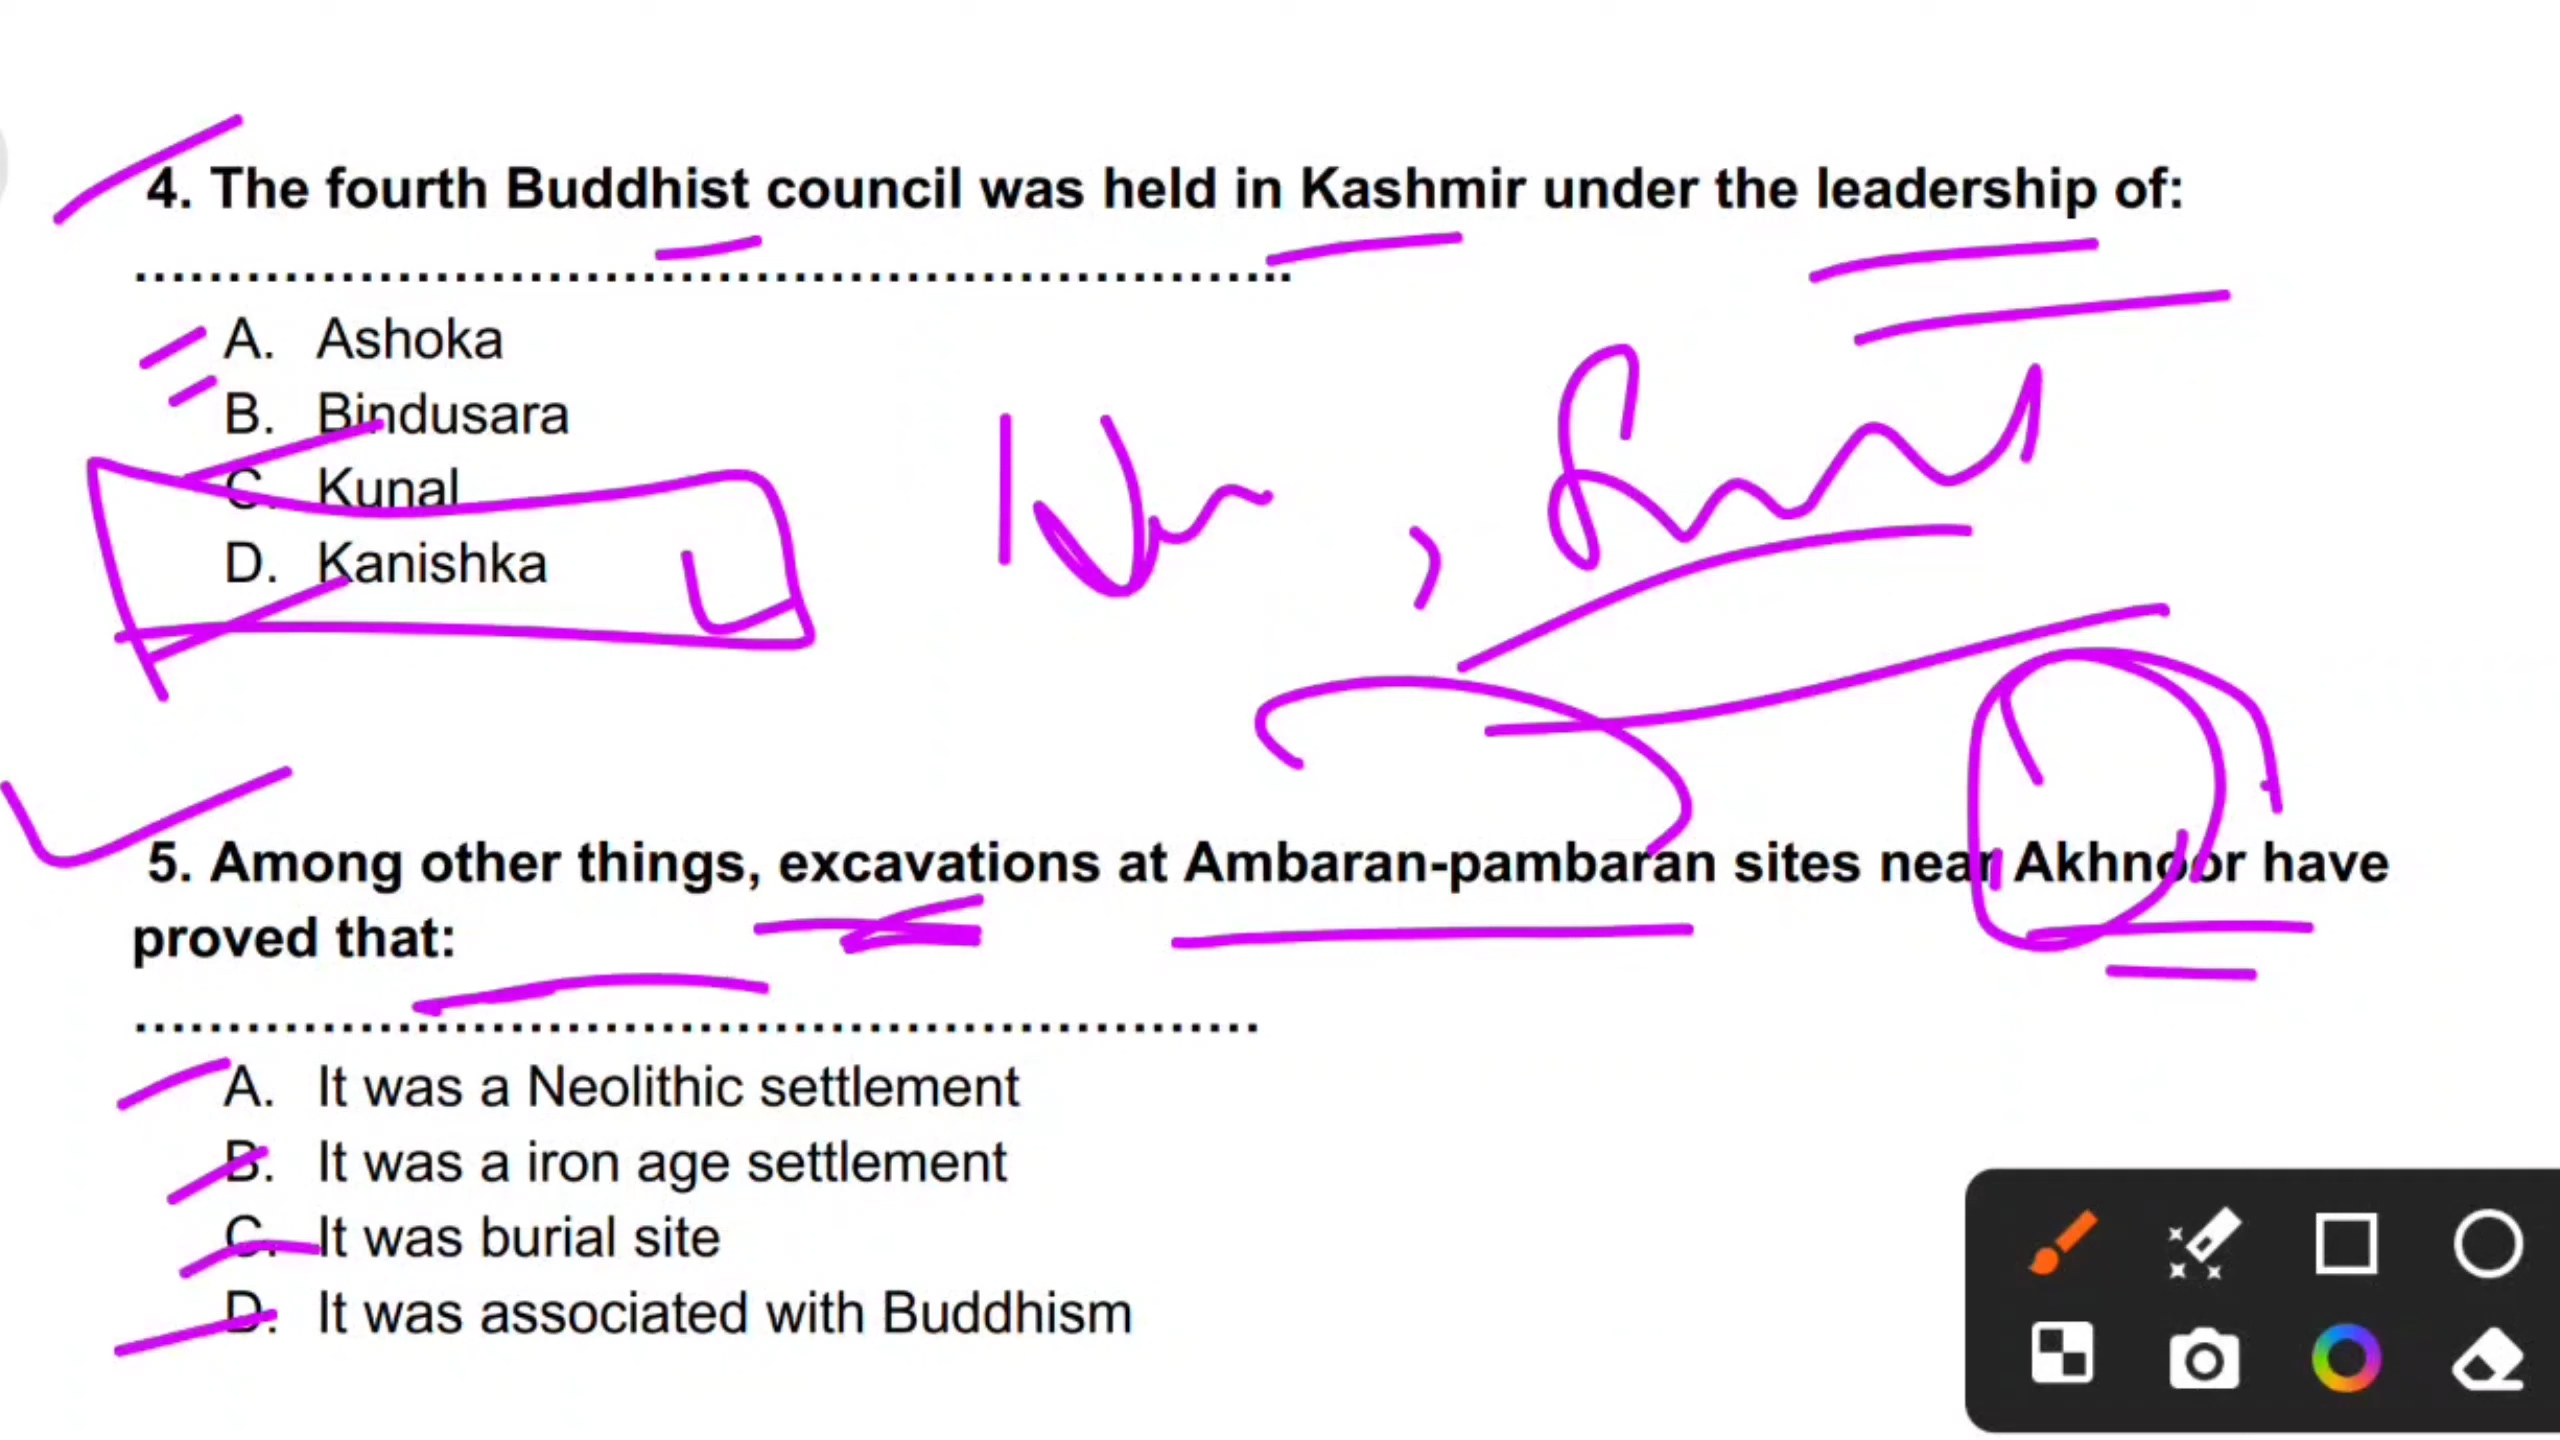 4. The fourth Buddhist council was held in Kashmir under the leadership of:
..............................................................
A. Ashoka
B. Bindusara
C. Kunal
D. Kanishka
5. Among other things, excavations at Ambaran-pambaran sites near Akhnoor have
proved that:
............................................................
A. It was a Neolithic settlement
B. It was a iron age settlement
C. It was burial site
D. It was associated with Buddhism